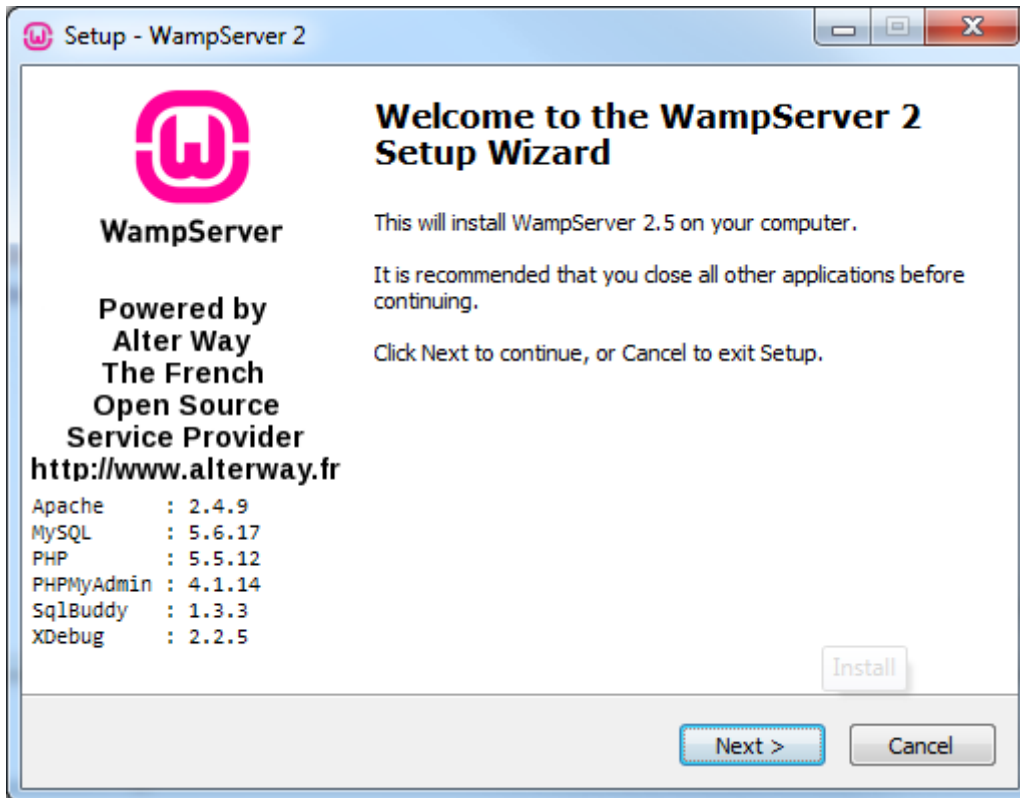 Setup - WampServer 2
WampServer
Powered by
Alter Way
The French
Open Source
Service Provider
http://www.alterway.fr
Apache : 2.4.9
MySQL : 5.6.17
PHP : 5.5.12
PHPMyAdmin : 4.1.14
SqlBuddy : 1.3.3
XDebug : 2.2.5
Welcome to the WampServer 2
Setup Wizard
This will install WampServer 2.5 on your computer.
It is recommended that you close all other applications before
continuing.
Click Next to continue, or Cancel to exit Setup.
Install
Next >
Cancel